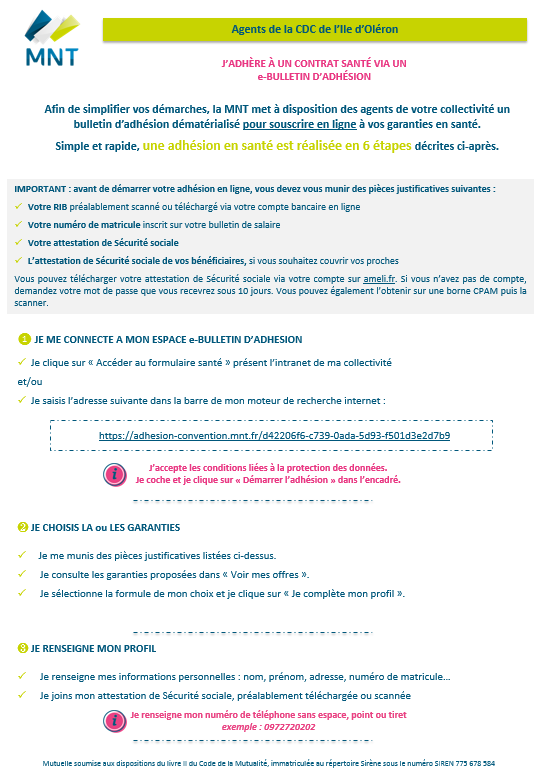 MNT
Agents de la CDC de l'Ile d'Oléron
J'ADHÈRE À UN CONTRAT SANTÉ VIA UN
e-BULLETIN D'ADHÉSION
Afin de simplifier vos démarches, la MNT met à disposition des agents de votre collectivité un
bulletin d'adhésion dématérialisé pour souscrire en ligne à vos garanties en santé.
Simple et rapide, une adhésion en santé est réalisée en 6 étapes décrites ci-après.
IMPORTANT : avant de démarrer votre adhésion en ligne, vous devez vous munir des pièces justificatives suivantes :
✓ Votre RIB préalablement scanné ou téléchargé via votre compte bancaire en ligne
✓ Votre numéro de matricule inscrit sur votre bulletin de salaire
✓ Votre attestation de Sécurité sociale
✓ L'attestation de Sécurité sociale de vos bénéficiaires, si vous souhaitez couvrir vos proches
Vous pouvez télécharger votre attestation de Sécurité sociale via votre compte sur ameli.fr. Si vous n'avez pas de compte,
demandez votre mot de passe que vous recevrez sous 10 jours. Vous pouvez également l'obtenir sur une borne CPAM puis la
scanner.
1 JE ME CONNECTE A MON ESPACE e-BULLETIN D'ADHESION
✓ Je clique sur « Accéder au formulaire santé » présent l'intranet de ma collectivité
et/ou
✓ Je saisis l'adresse suivante dans la barre de mon moteur de recherche internet :
https://adhesion-convention.mnt.fr/d42206f6-c739-0ada-5d93-f501d3e2d7b9
i
J'accepte les conditions liées à la protection des données.
Je coche et je clique sur « Démarrer l'adhésion » dans l'encadré.
2 JE CHOISIS LA ou LES GARANTIES
✓ Je me munis des pièces justificatives listées ci-dessus.
✓ Je consulte les garanties proposées dans « Voir mes offres ».
✓ Je sélectionne la formule de mon choix et je clique sur « Je complète mon profil ».
3 JE RENSEIGNE MON PROFIL
✓ Je renseigne mes informations personnelles : nom, prénom, adresse, numéro de matricule...
✓ Je joins mon attestation de Sécurité sociale, préalablement téléchargée ou scannée
i
Je renseigne mon numéro de téléphone sans espace, point ou tiret
exemple : 0972720202
Mutuelle soumise aux dispositions du livre II du Code de la Mutualité, immatriculée au répertoire Sirène sous le numéro SIREN 775 678 584